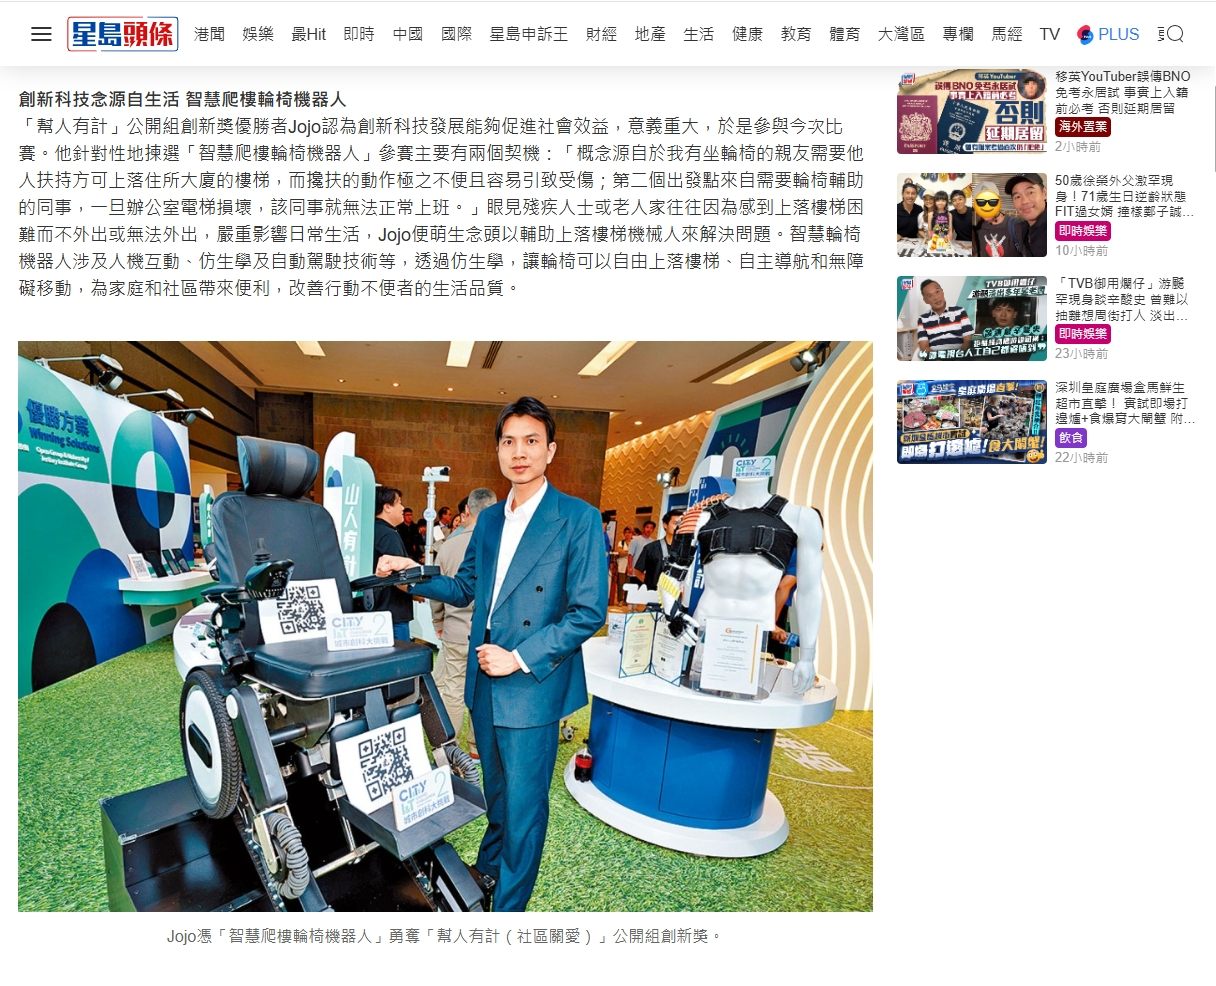 星島頭條 港聞 娛樂 最Hit 即時 中國 國際 星島申訴王 財經 地產 生活 健康 教育 體育 大灣區 專欄 馬經 TV PLUS
創新科技念源自生活 智慧爬樓輪椅機器人
「幫人有計」公開組創新獎優勝者Jojo認為創新科技發展能夠促進社會效益，意義重大，於是參與今次比
賽。他針對性地揀選「智慧爬樓輪椅機器人」參賽主要有兩個契機：「概念源自於我有坐輪椅的親友需要他
人扶持方可上落住所大廈的樓梯，而攙扶的動作極之不便且容易引致受傷；第二個出發點來自需要輪椅輔助
的同事，一旦辦公室電梯損壞，該同事就無法正常上班。」眼見殘疾人士或老人家往往因為感到上落樓梯困
難而不外出或無法外出，嚴重影響日常生活，Jojo便萌生念頭以輔助上落樓梯機械人來解決問題。智慧輪椅
機器人涉及人機互動、仿生學及自動駕駛技術等，透過仿生學，讓輪椅可以自由上落樓梯、自主導航和無障
礙移動，為家庭和社區帶來便利，改善行動不便者的生活品質。
優勝方案
Winning Solutions
Open Group & University/
Tertiary Institute Group
人有計
CITY
I&T
2
城市創科大挑戰
CITY
I&T
2
城市創科大挑戰
CITY
I&T
2
Jojo憑「智慧爬樓輪椅機器人」勇奪「幫人有計（社區關愛）」公開組創新獎。
移英YouTuber
誤傳BNO免考永居試
否則
延期居留
移英YouTuber誤傳BNO
免考永居試 事實上入籍
前必考 否則延期居留
海外置業
2小時前
50歲徐榮外父激罕現
身！71歲生日逆齡狀態
FIT過女婿 撞樣鄭子誠...
即時娛樂
10小時前
TVB御用爛仔
「TVB御用爛仔」游飈
罕現身談辛酸史 曾難以
抽離想周街打人 淡出...
即時娛樂
23小時前
皇庭廣場直擊！
即場打邊爐！食大閘蟹！
深圳皇庭廣場盒馬鮮生
超市直擊！ 實試即場打
邊爐+食爆膏大閘蟹 附...
飲食
22小時前